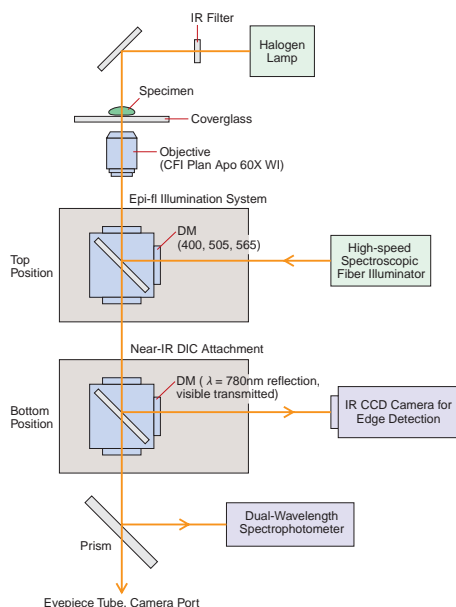 IR Filter
Halogen
Lamp
Specimen
Coverglass
Objective
(CFI Plan Apo 60X WI)
Epi-fl Illumination System
DM
(400, 505, 565)
Top
Position
High-speed
Spectroscopic
Fiber Illuminator
Near-IR DIC Attachment
DM ( λ = 780nm reflection,
visible transmitted)
Bottom
Position
IR CCD Camera for
Edge Detection
Dual-Wavelength
Spectrophotometer
Prism
Eyepiece Tube, Camera Port